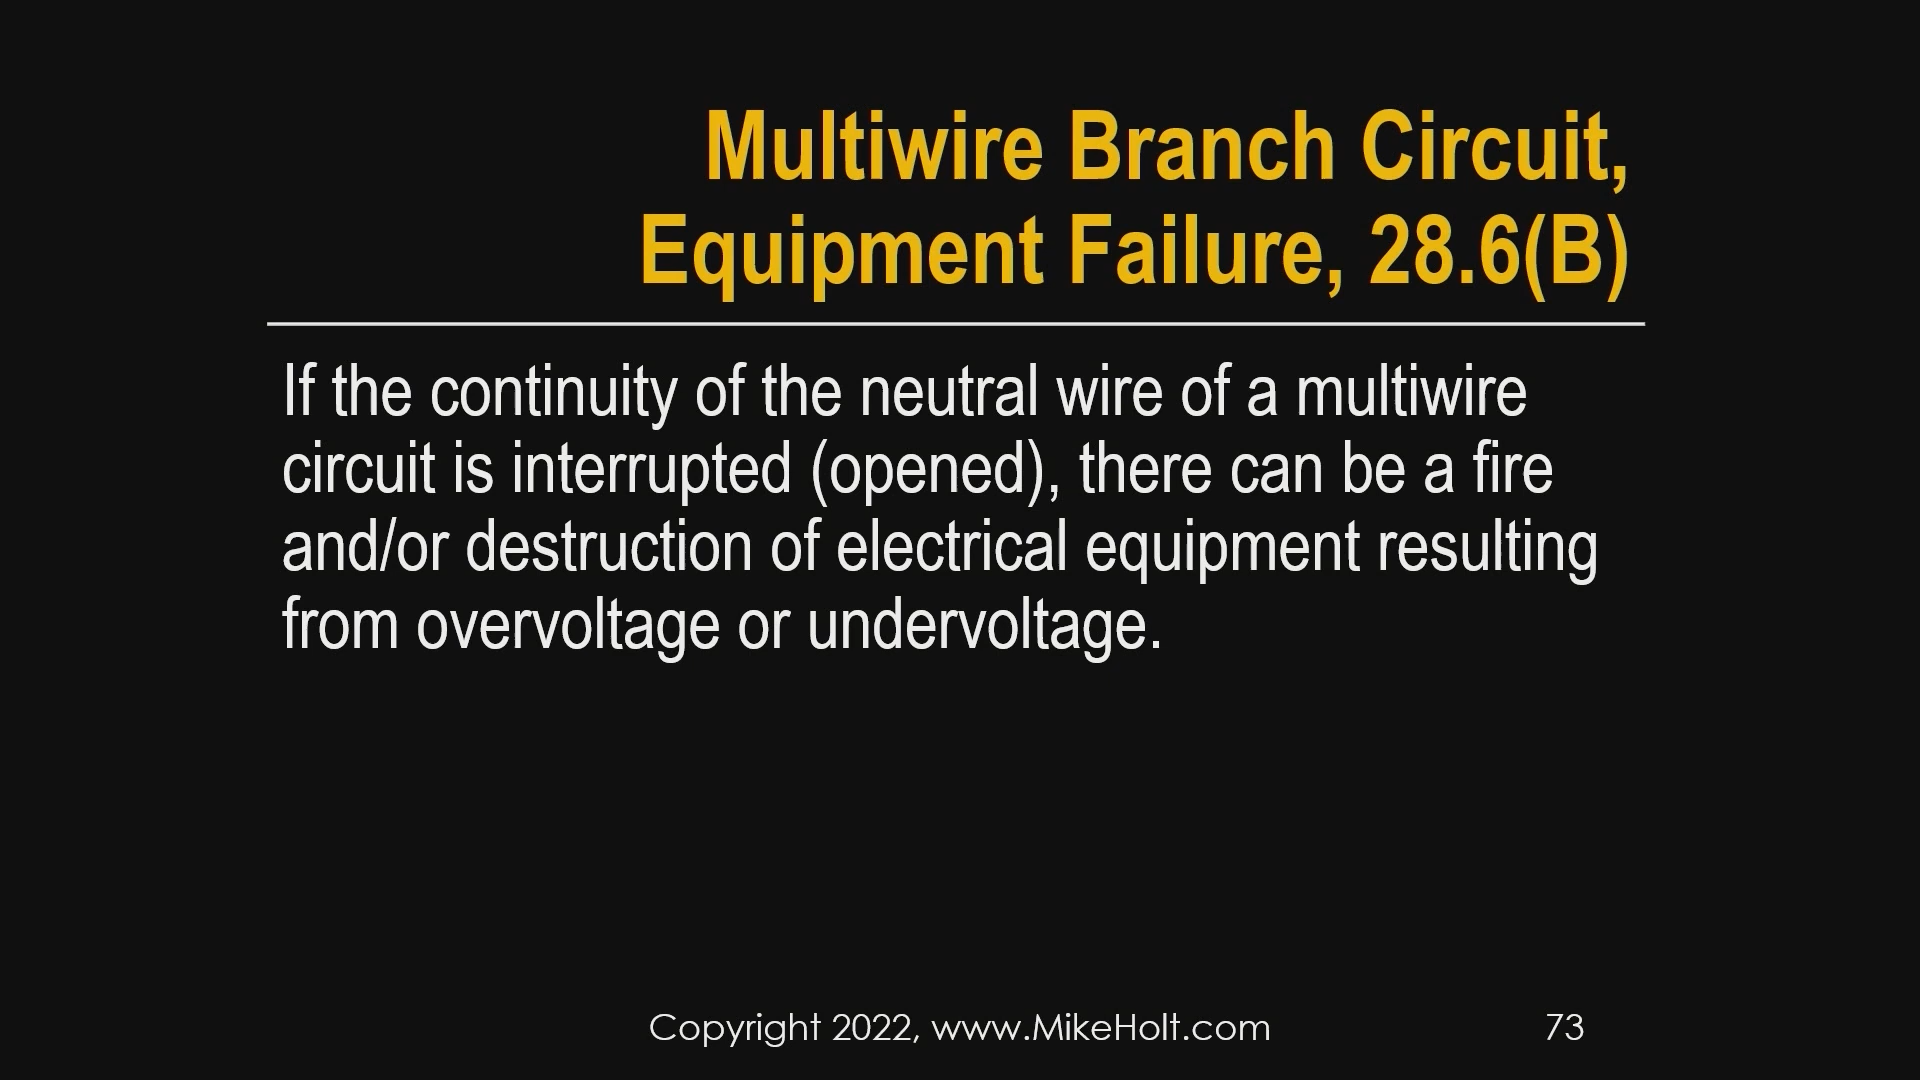 Multiwire Branch Circuit,
Equipment Failure, 28.6(B)
If the continuity of the neutral wire of a multiwire
circuit is interrupted (opened), there can be a fire
and/or destruction of electrical equipment resulting
from overvoltage or undervoltage.
Copyright 2022, www.MikeHolt.com
73